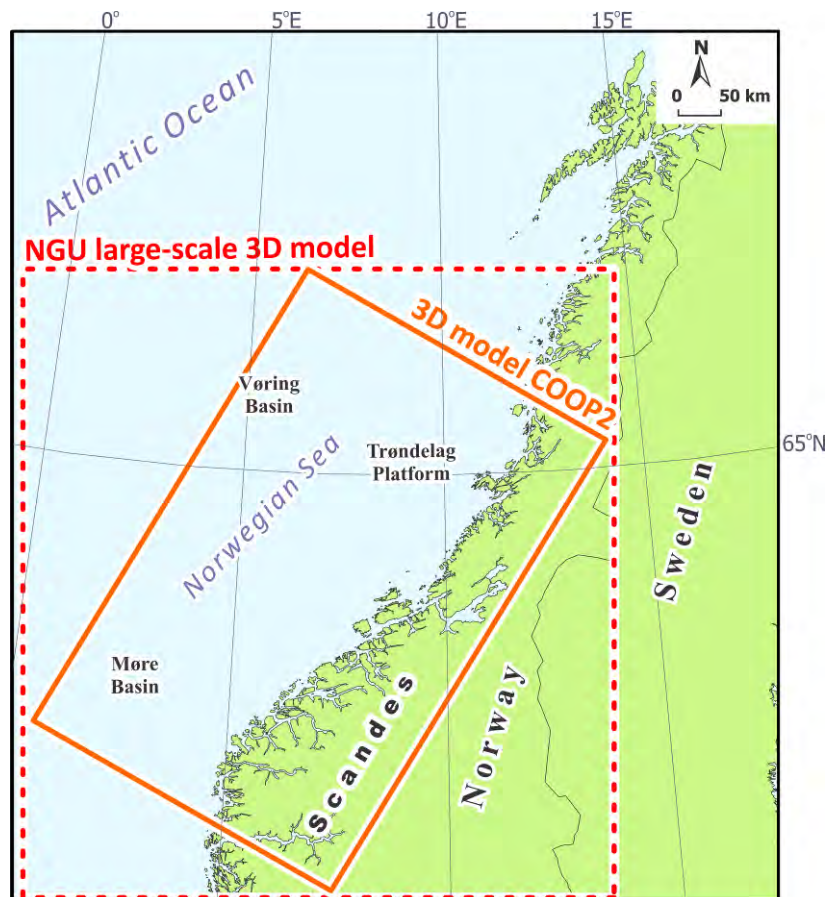 0°
5°E
10°E
15°E
N
0 50 km
Atlantic Ocean
NGU large-scale 3D model
3D model COOP2
Vøring
Basin
Trøndelag
Platform
65°N
Norwegian Sea
Sweden
Møre
Basin
Scandes
Norway